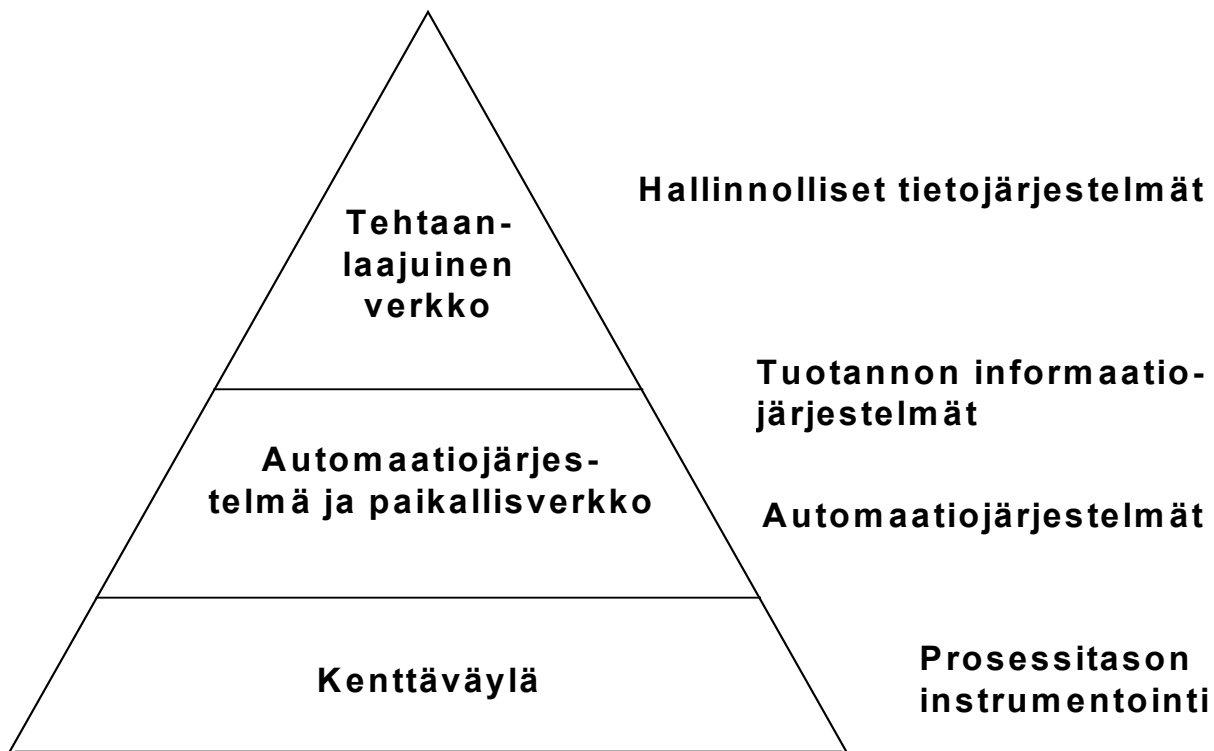 Hallinnolliset tietojärjestelmät
Tehtaan-
laajuinen
verkko
Tuotannon informaatio-
järjestelmät
Automaatiojärjes-
telmä ja paikallisverkko
Automaatiojärjestelmät
Kenttäväylä
Prosessitason
instrumentointi